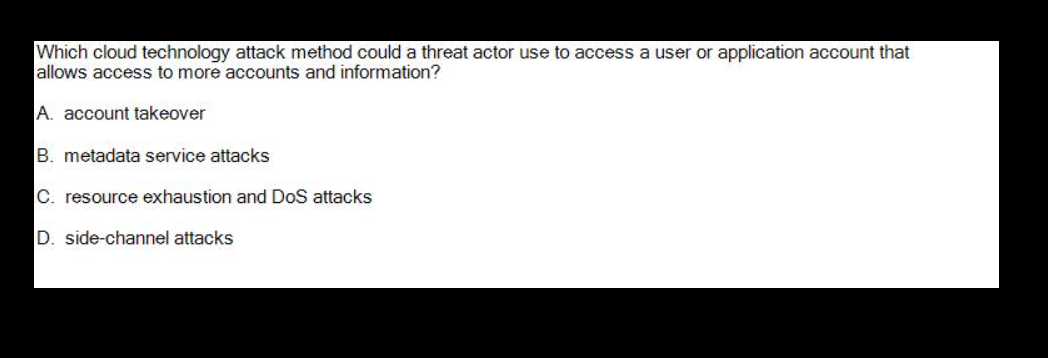 Which cloud technology attack method could a threat actor use to access a user or application account that
allows access to more accounts and information?
A. account takeover
B. metadata service attacks
C. resource exhaustion and DoS attacks
D. side-channel attacks